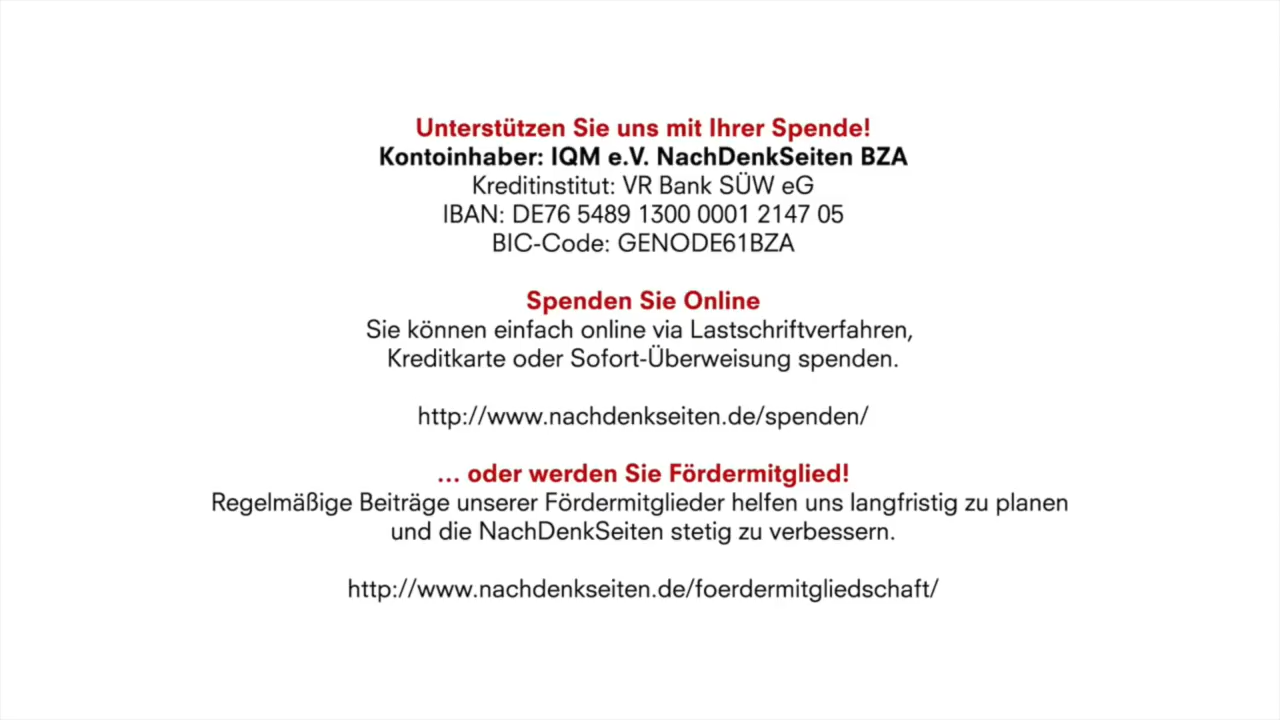 Unterstützen Sie uns mit Ihrer Spende!
Kontoinhaber: IQM e.V. NachDenkSeiten BZA
Kreditinstitut: VR Bank SÜW eG
IBAN: DE76 5489 1300 0001 2147 05
BIC-Code: GENODE61BZA
Spenden Sie Online
Sie können einfach online via Lastschriftverfahren,
Kreditkarte oder Sofort-Überweisung spenden.
http://www.nachdenkseiten.de/spenden/
... oder werden Sie Fördermitglied!
Regelmäßige Beiträge unserer Fördermitglieder helfen uns langfristig zu planen
und die NachDenkSeiten stetig zu verbessern.
http://www.nachdenkseiten.de/foerdermitgliedschaft/